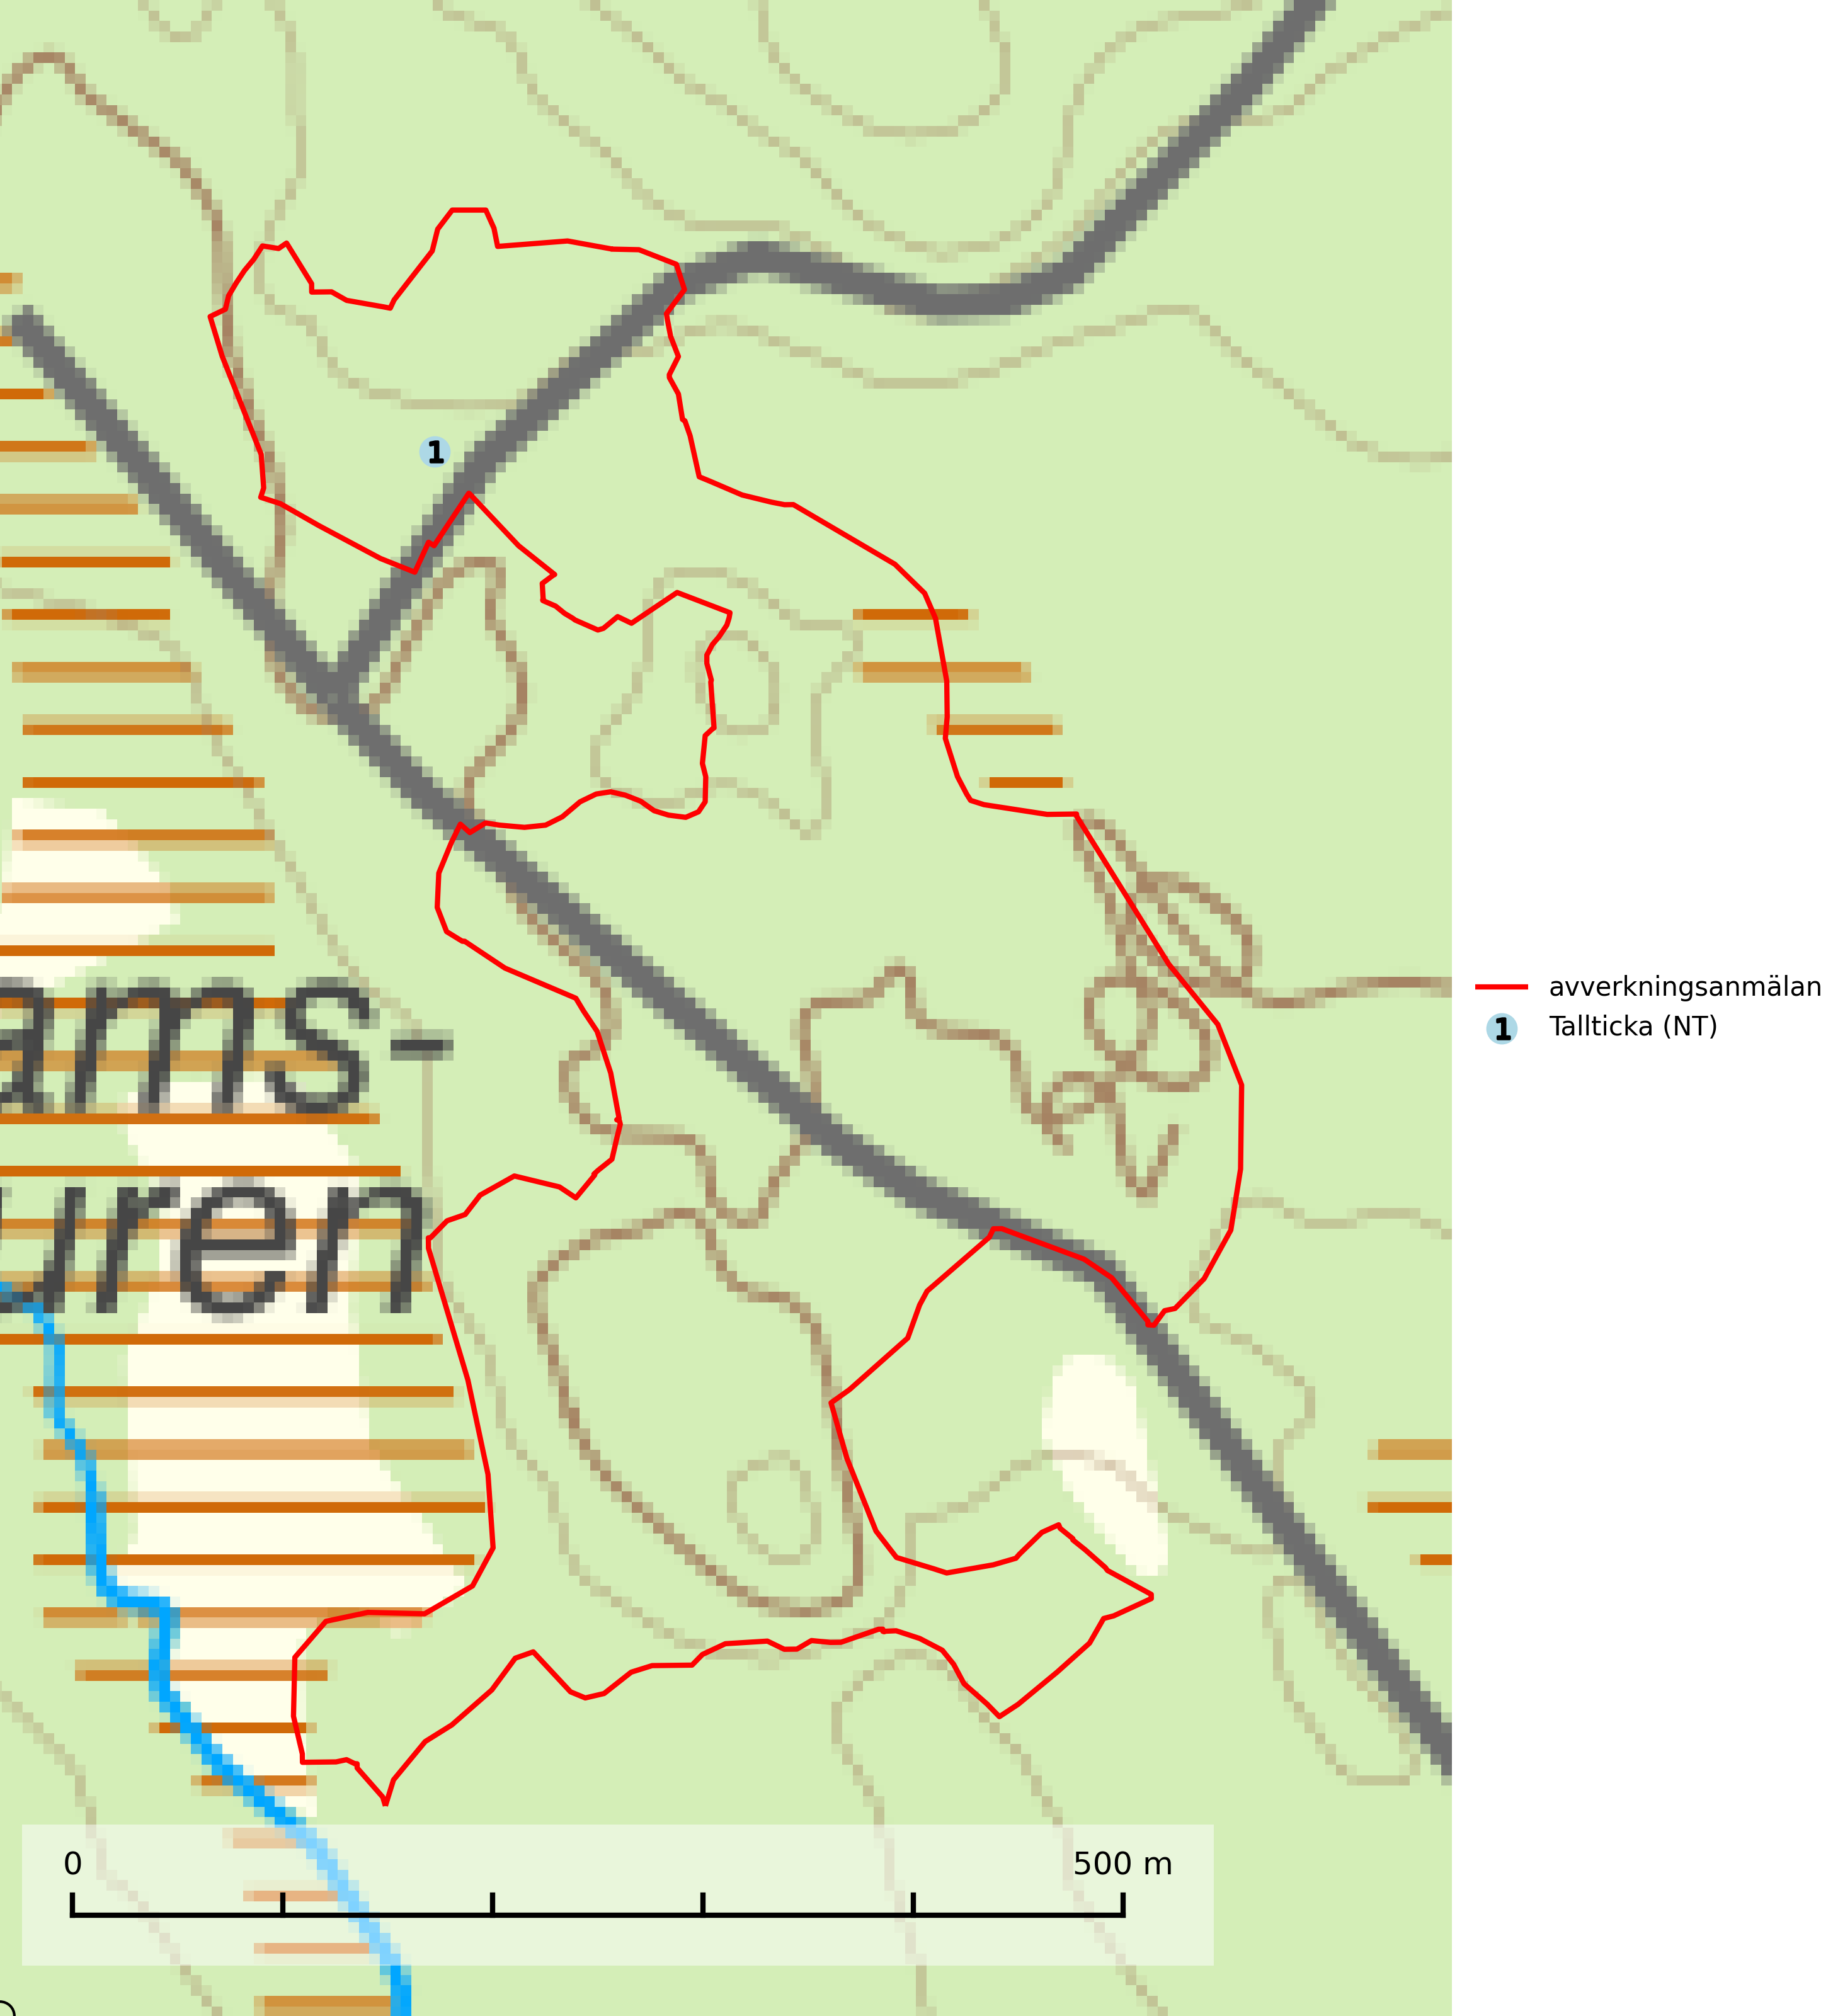 1
ams-
uren
avverkningsanmälan
1 Tallticka (NT)
0 500 m